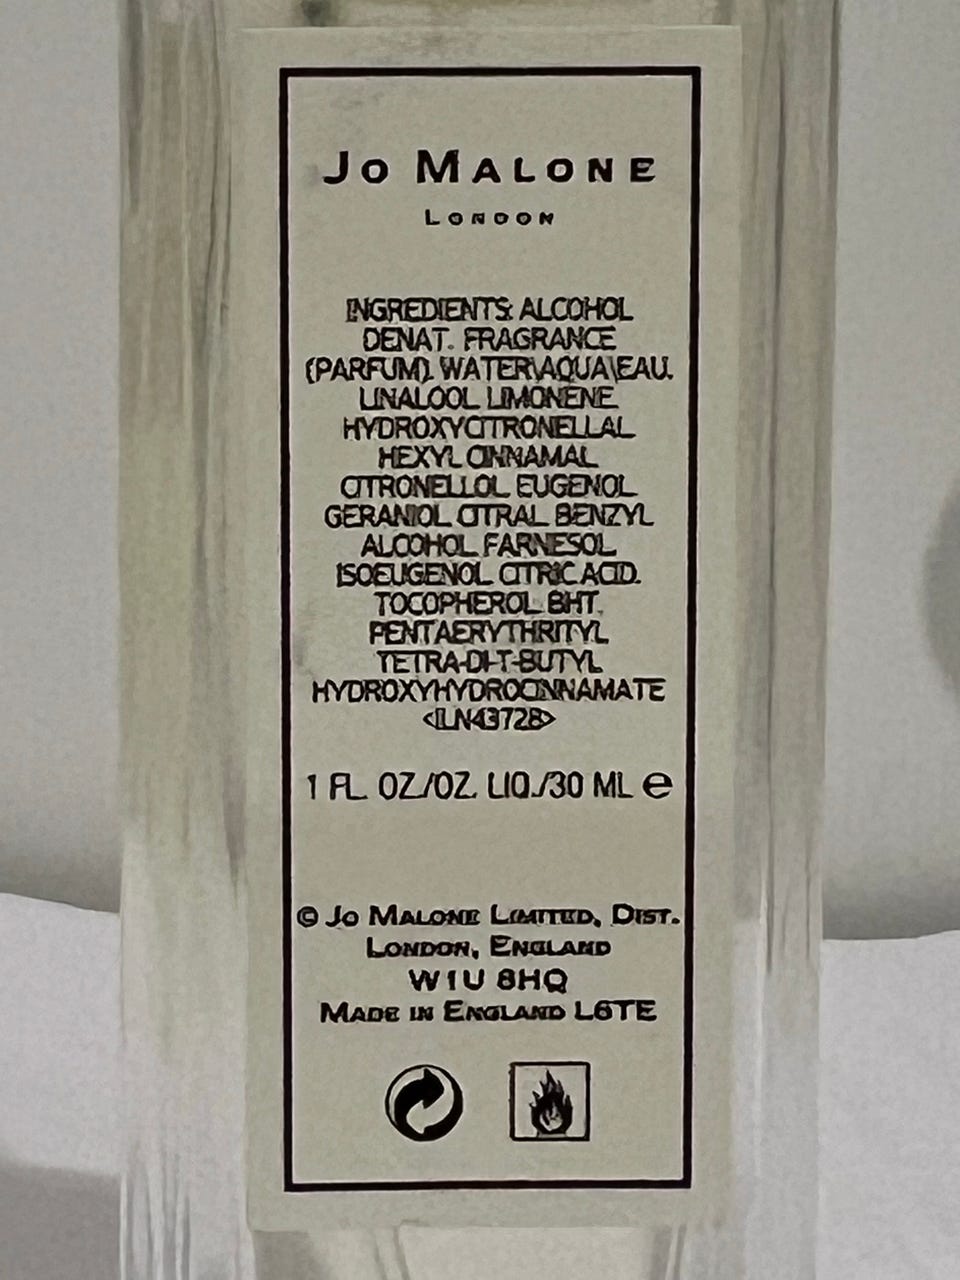 JO MALONE
LONDON
INGREDIENTS: ALCOHOL
DENAT. FRAGRANCE
(PARFUM). WATER\AQUA\EAU.
LINALOOL LIMONENE
HYDROXYCITRONELLAL
HEXYL CINNAMAL
CITRONELLOL EUGENOL
GERANIOL CITRAL BENZYL
ALCOHOL FARNESOL
ISOEUGENOL CITRIC ACID.
TOCOPHEROL BHT.
PENTAERYTHRITYL
TETRA-DI-T-BUTYL
HYDROXYHYDROCINNAMATE
<ILN43728>
1 FL. OZ./OZ. LIQ./30 ML ℮
© JO MALONE LIMITED, DIST.
LONDON, ENGLAND
W1U 8HQ
MADE IN ENGLAND L6TE